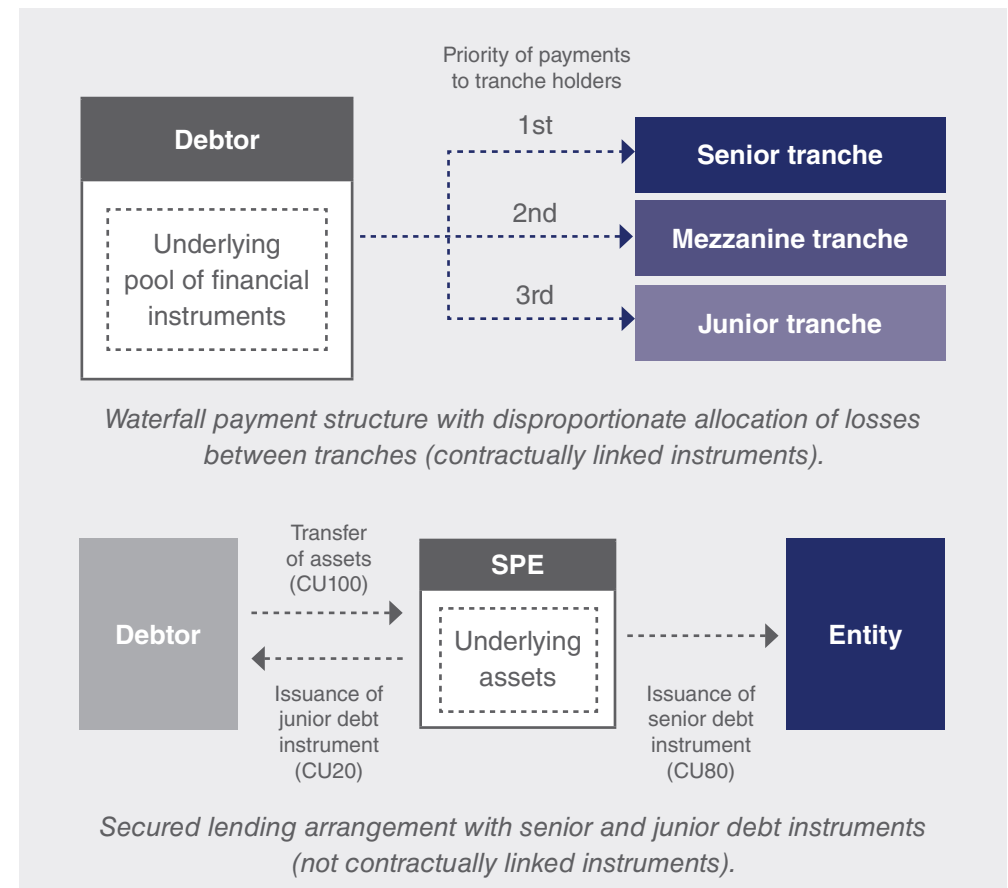 Priority of payments
to tranche holders
Debtor
Underlying
pool of financial
instruments
1st
Senior tranche
2nd
Mezzanine tranche
3rd
Junior tranche
Waterfall payment structure with disproportionate allocation of losses
between tranches (contractually linked instruments).
Debtor
Transfer
of assets
(CU100)
Issuance of
junior debt
instrument
(CU20)
SPE
Underlying
assets
Issuance of
senior debt
instrument
(CU80)
Entity
Secured lending arrangement with senior and junior debt instruments
(not contractually linked instruments).